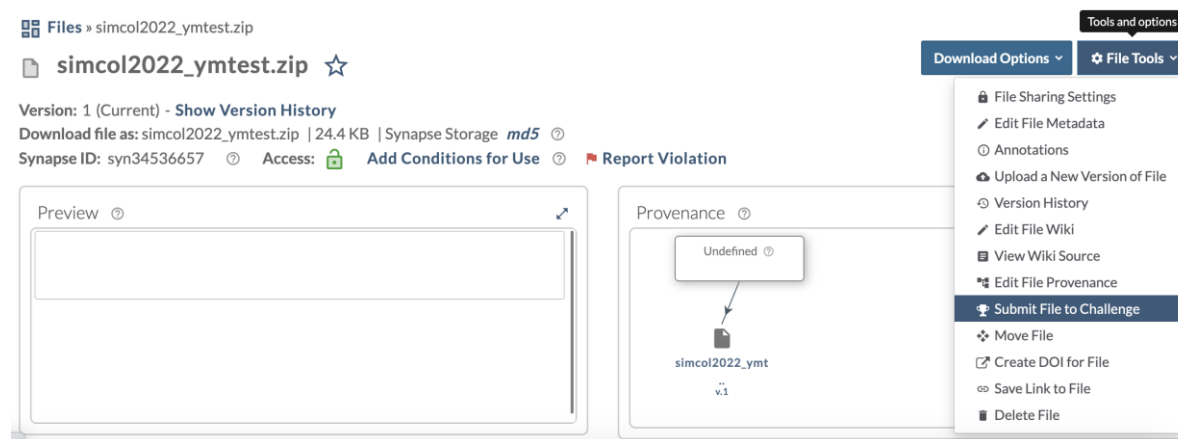 Files » simcol2022_ymtest.zip
Tools and options
simcol2022_ymtest.zip
Download Options
File Tools
Version: 1 (Current) - Show Version History
Download file as: simcol2022_ymtest.zip | 24.4 KB | Synapse Storage md5 ?
Synapse ID: syn34536657 ? Access: Add Conditions for Use ? Report Violation
File Sharing Settings
Edit File Metadata
Annotations
Upload a New Version of File
Version History
Edit File Wiki
View Wiki Source
Edit File Provenance
Submit File to Challenge
Move File
Create DOI for File
Save Link to File
Delete File
Preview ?
Provenance ?
Undefined ?
simcol2022_ymt
...
v.1